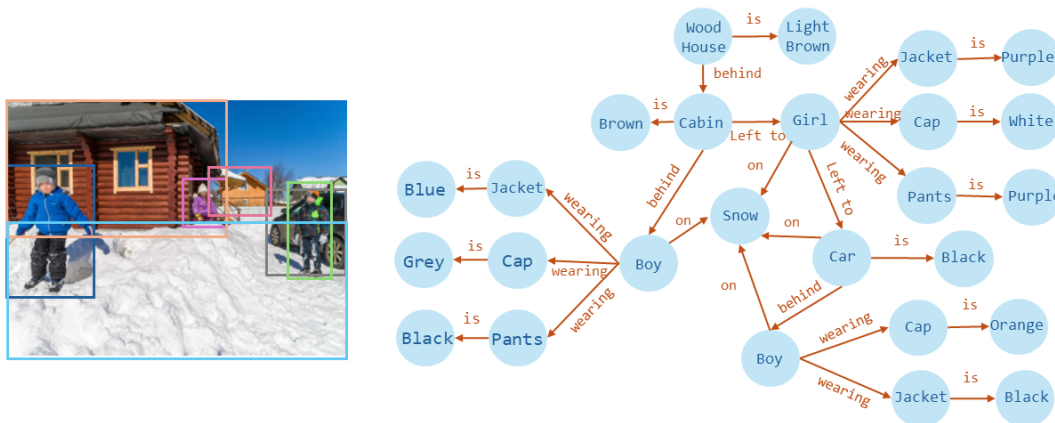 Wood
House
is
Light
Brown
behind
Brown
is
Cabin
Left to
Girl
wearing
Jacket
is
Purple
wearing
Cap
is
White
wearing
Pants
is
Purple
behind
on
Left to
Snow
on
Car
is
Black
behind
on
Boy
wearing
Cap
is
Orange
wearing
Jacket
is
Black
on
Boy
wearing
Jacket
is
Blue
wearing
Cap
is
Grey
wearing
Pants
is
Black